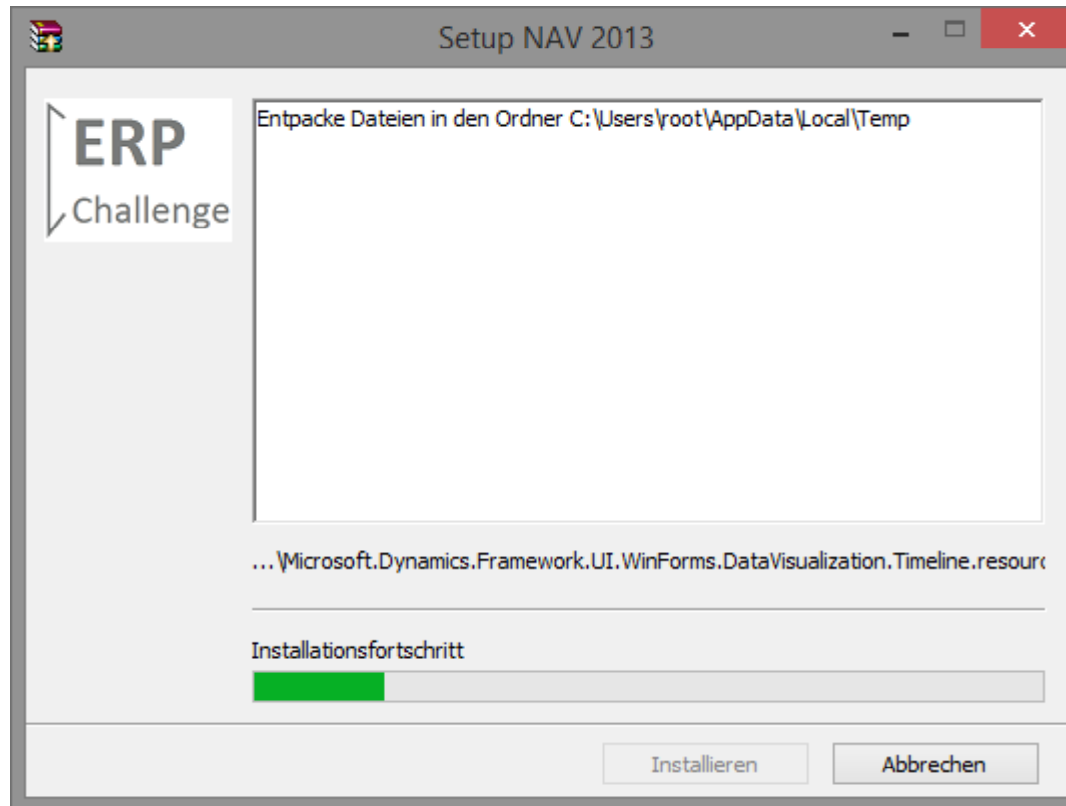 Setup NAV 2013
ERP
Challenge
Entpacke Dateien in den Ordner C:\Users\root\AppData\Local\Temp
...\Microsoft.Dynamics.Framework.UI.WinForms.DataVisualization.Timeline.resourc
Installationsfortschritt
Installieren
Abbrechen